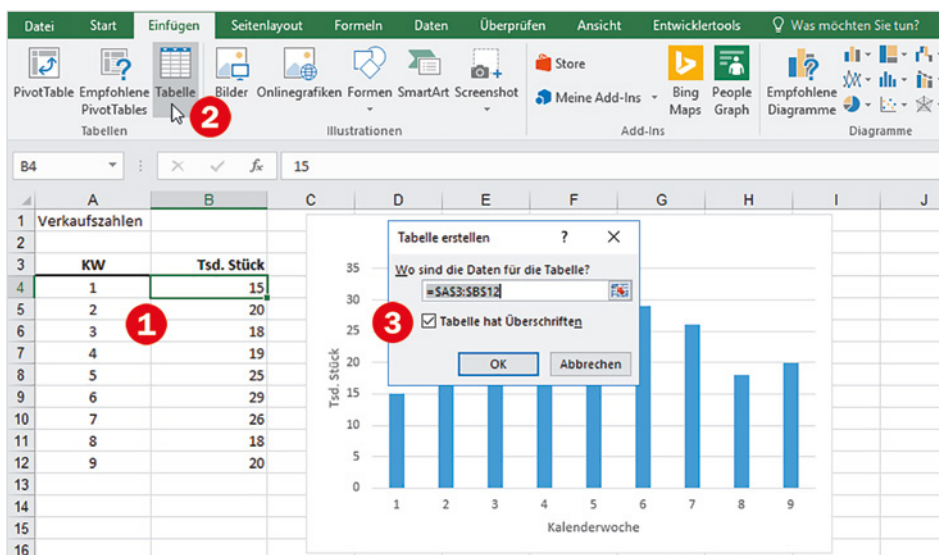 Datei Start Einfügen Seitenlayout Formeln Daten Überprüfen Ansicht Entwicklertools Was möchten Sie tun?
PivotTable Empfohlene PivotTables Tabelle Bilder Onlinegrafiken Formen SmartArt Screenshot
Store
Meine Add-Ins
Bing Maps People Graph Empfohlene Diagramme
2
Tabellen Illustrationen Add-Ins Diagramme
B4 fx 15
A B C D E F G H I J
1 Verkaufszahlen
2
3 KW Tsd. Stück
4 1 15
5 2 20
6 3 18
7 4 19
8 5 25
9 6 29
10 7 26
11 8 18
12 9 20
13
14
15
16
1
Tabelle erstellen ? ×
Wo sind die Daten für die Tabelle?
=$A$3:$B$12
3
Tabelle hat Überschriften
OK Abbrechen
Tsd. Stück
35
30
25
20
15
10
5
0
1 2 3 4 5 6 7 8 9
Kalenderwoche